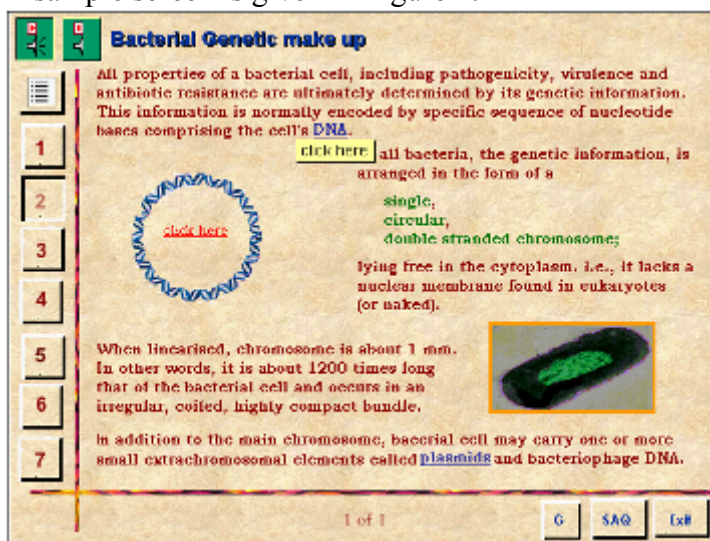 Bacterial Genetic make up
All properties of a bacterial cell, including pathogenicity, virulence and
antibiotic resistance are ultimately determined by its genetic information.
This information is normally encoded by specific sequence of nucleotide
bases comprising the cell's DNA.
click here
all bacteria, the genetic information, is
arranged in the form of a
single,
circular,
double stranded chromosome;
click here
lying free in the cytoplasm. i.e., it lacks a
nuclear membrane found in eukaryotes
(or naked).
When linearised, chromosome is about 1 mm.
In other words, it is about 1200 times long
that of the bacterial cell and occurs in an
irregular, coiled, highly compact bundle.
In addition to the main chromosome, bacerial cell may carry one or more
small extrachromosomal elements called plasmids and bacteriophage DNA.
1
2
3
4
5
6
7
1 of 1
G
SAQ